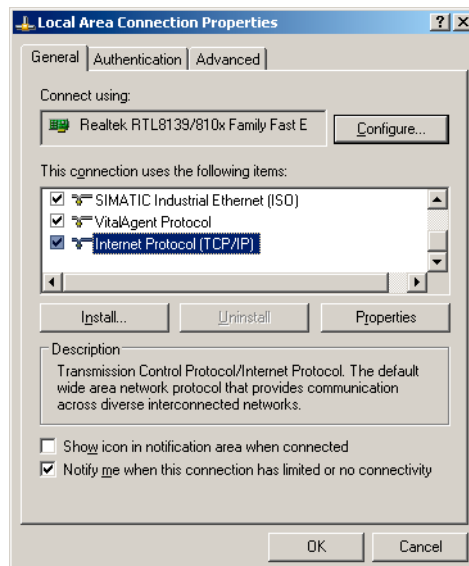 Local Area Connection Properties
General Authentication Advanced
Connect using:
Realtek RTL8139/810x Family Fast E
Configure...
This connection uses the following items:
SIMATIC Industrial Ethernet (ISO)
VitalAgent Protocol
Internet Protocol (TCP/IP)
Install... Uninstall Properties
Description
Transmission Control Protocol/Internet Protocol. The default
wide area network protocol that provides communication
across diverse interconnected networks.
Show icon in notification area when connected
Notify me when this connection has limited or no connectivity
OK Cancel